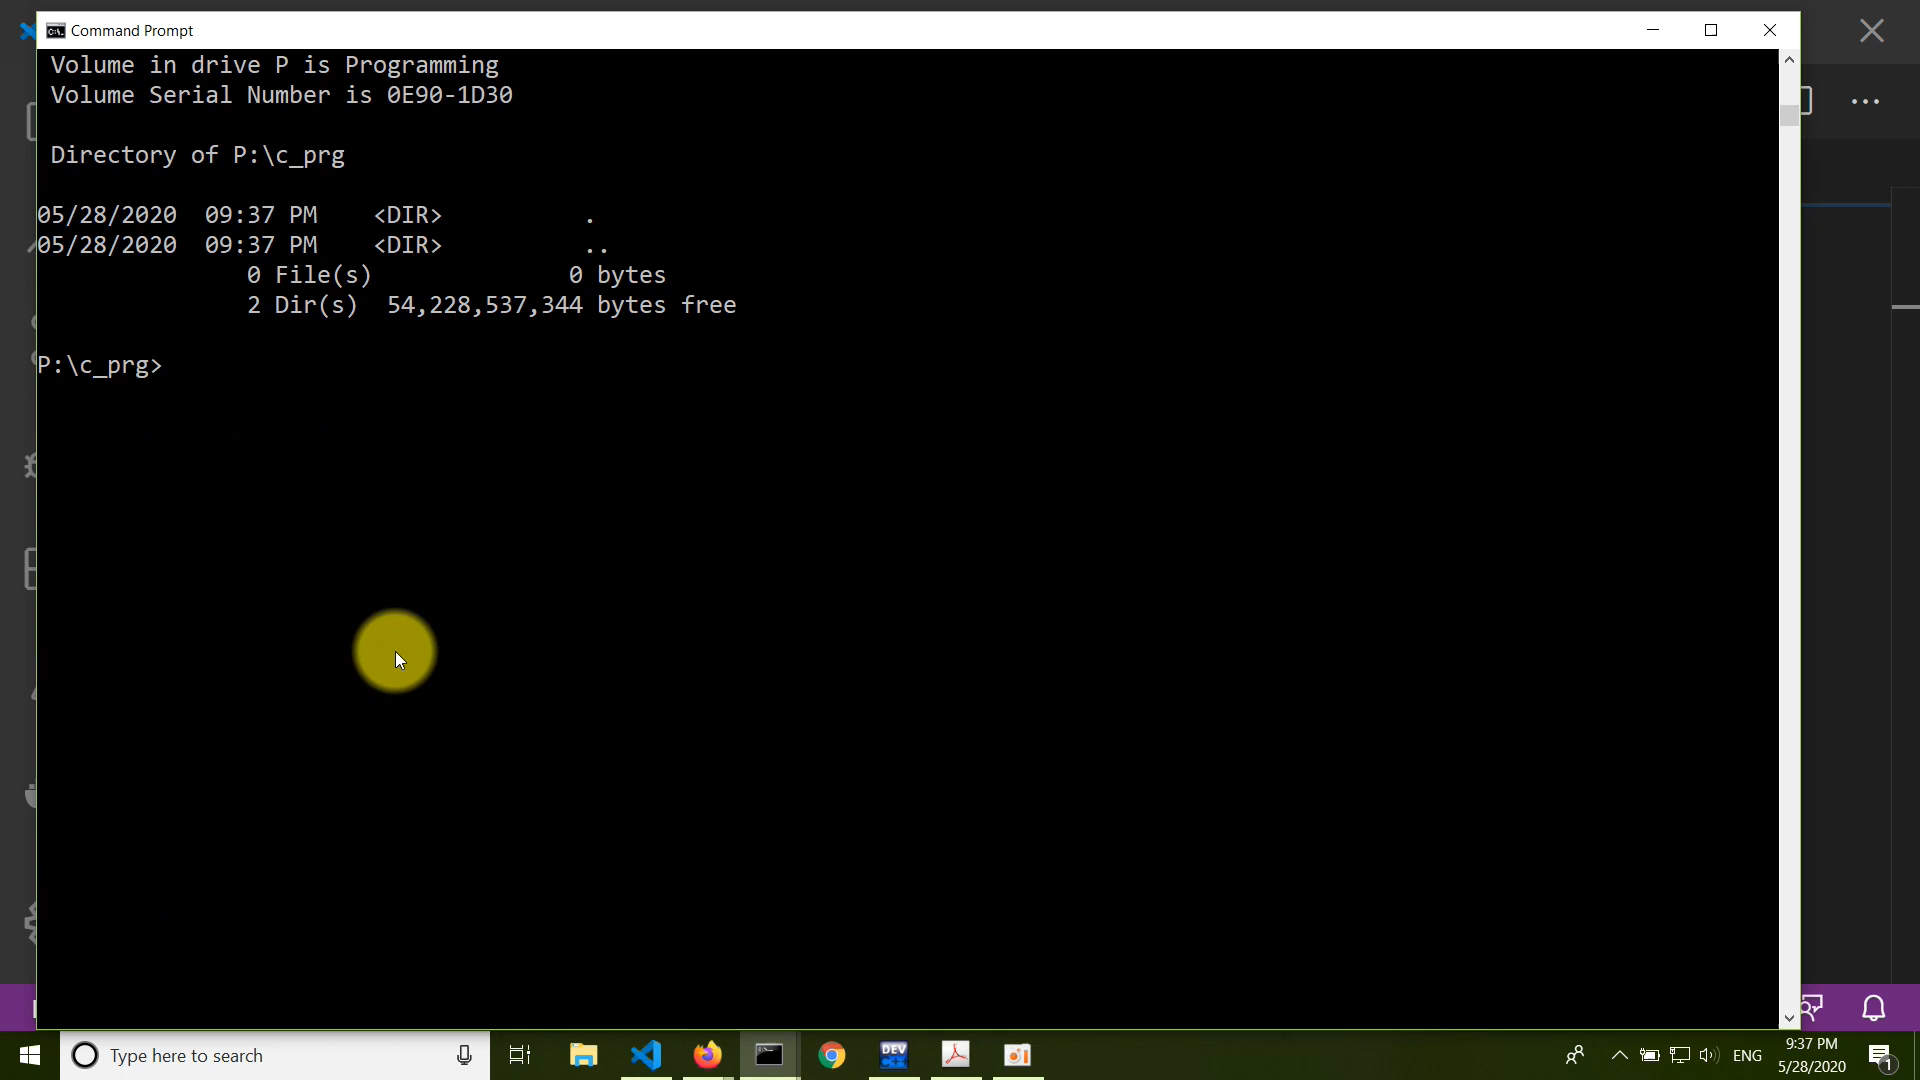 Command Prompt
Volume in drive P is Programming
Volume Serial Number is 0E90-1D30
Directory of P:\c_prg
05/28/2020  09:37 PM    <DIR>          .
05/28/2020  09:37 PM    <DIR>          ..
               0 File(s)              0 bytes
               2 Dir(s)  54,228,537,344 bytes free
P:\c_prg>
Type here to search
DEV
ENG
9:37 PM
5/28/2020
1